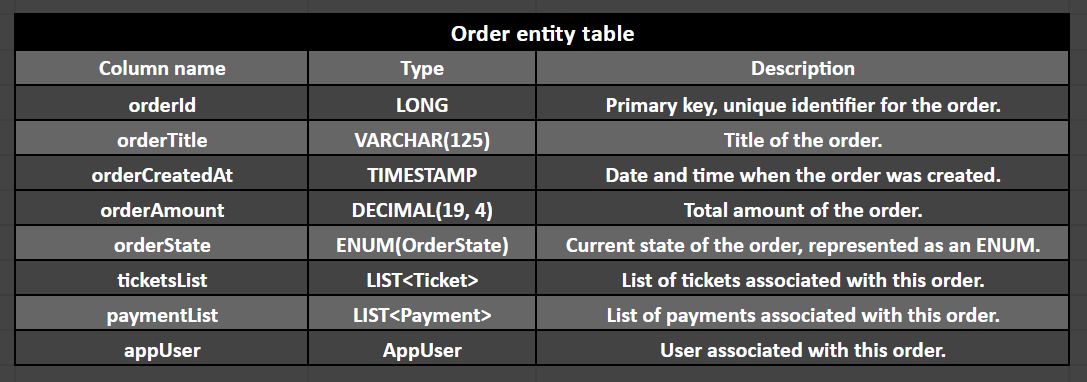 Order entity table
Column name Type Description
orderId LONG Primary key, unique identifier for the order.
orderTitle VARCHAR(125) Title of the order.
orderCreatedAt TIMESTAMP Date and time when the order was created.
orderAmount DECIMAL(19, 4) Total amount of the order.
orderState ENUM(OrderState) Current state of the order, represented as an ENUM.
ticketsList LIST<Ticket> List of tickets associated with this order.
paymentList LIST<Payment> List of payments associated with this order.
appUser AppUser User associated with this order.